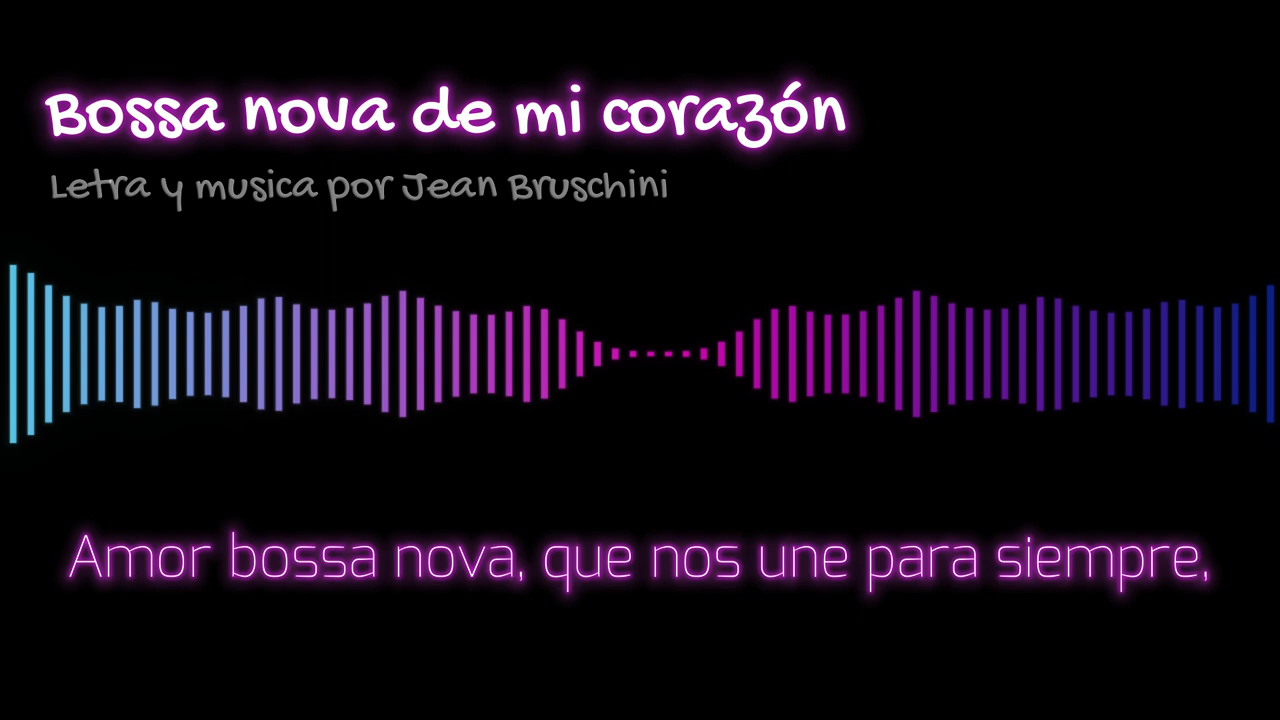 Bossa nova de mi corazón
Letra y musica por Jean Bruschini
Amor bossa nova, que nos une para siempre,